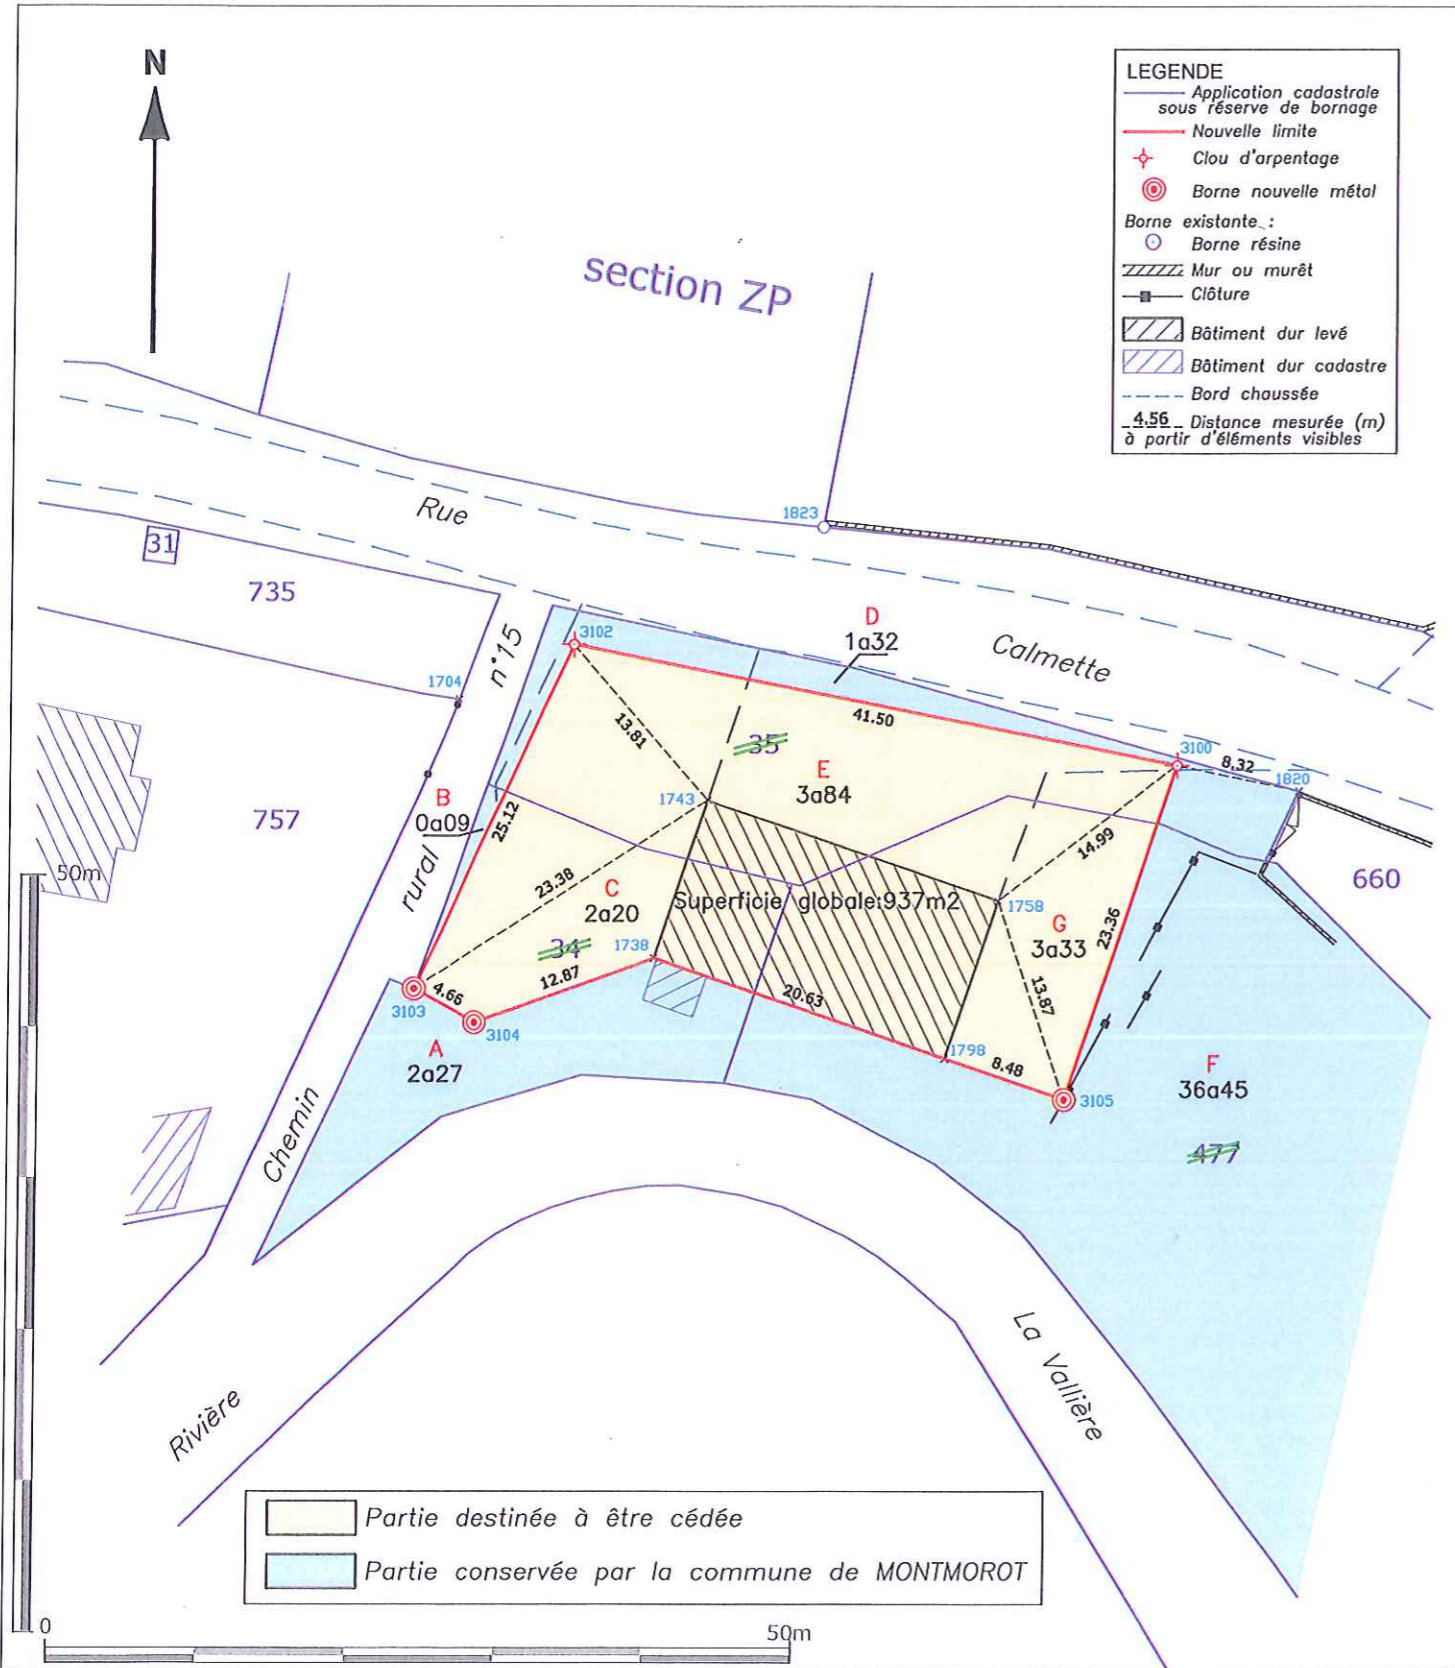 N
LEGENDE
Application cadastrale
sous réserve de bornage
Nouvelle limite
Clou d'arpentage
Borne nouvelle métal
Borne existante :
Borne résine
Mur ou murêt
Clôture
Bâtiment dur levé
Bâtiment dur cadastre
Bord chaussée
4.56 Distance mesurée (m)
à partir d'éléments visibles
section ZP
Rue
1823
31
735
D
1a32
Calmette
3102
n°15
1704
13.81
41.50
35
3100
8.32
1820
E
3a84
1743
B
0a09
25.12
757
14.99
50m
660
rural
23.38
C
2a20
Superficie globale:937m2
1758
G
3a33
23.36
34
1738
12.87
13.87
4.66
3103
3104
20.63
1798
8.48
A
2a27
F
36a45
3105
477
Chemin
La Vallière
Rivière
Partie destinée à être cédée
Partie conservée par la commune de MONTMOROT
0
50m